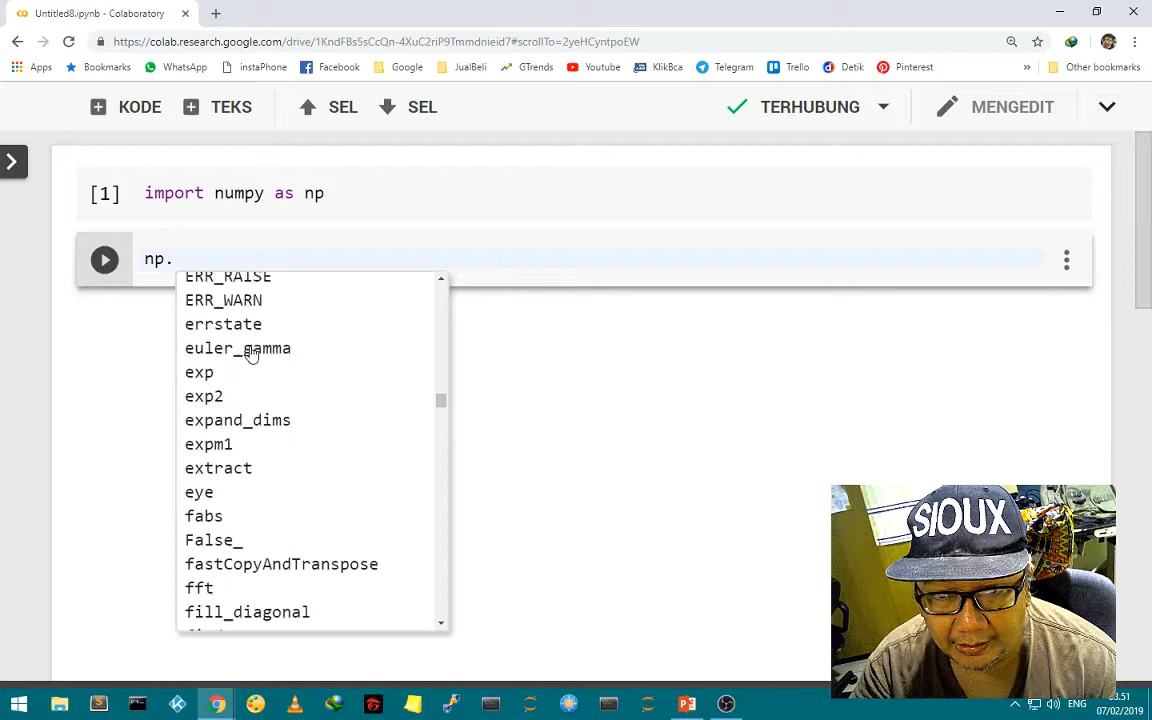 Untitled8.ipynb - Colaboratory
https://colab.research.google.com/drive/1KndFBs5sCcQn-4XuC2riP9Tmmdnieid7#scrollTo=2yeHCyntpoEW
Apps Bookmarks WhatsApp instaPhone Facebook Google JualBeli GTrends Youtube KlikBca Telegram Trello Detik Pinterest » Other bookmarks
KODE TEKS SEL SEL TERHUBUNG MENGEDIT
[1] import numpy as np
np.
ERR_RAISE
ERR_WARN
errstate
euler_gamma
exp
exp2
expand_dims
expm1
extract
eye
fabs
False_
fastCopyAndTranspose
fft
fill_diagonal
SIOUX
ENG
07/02/2019